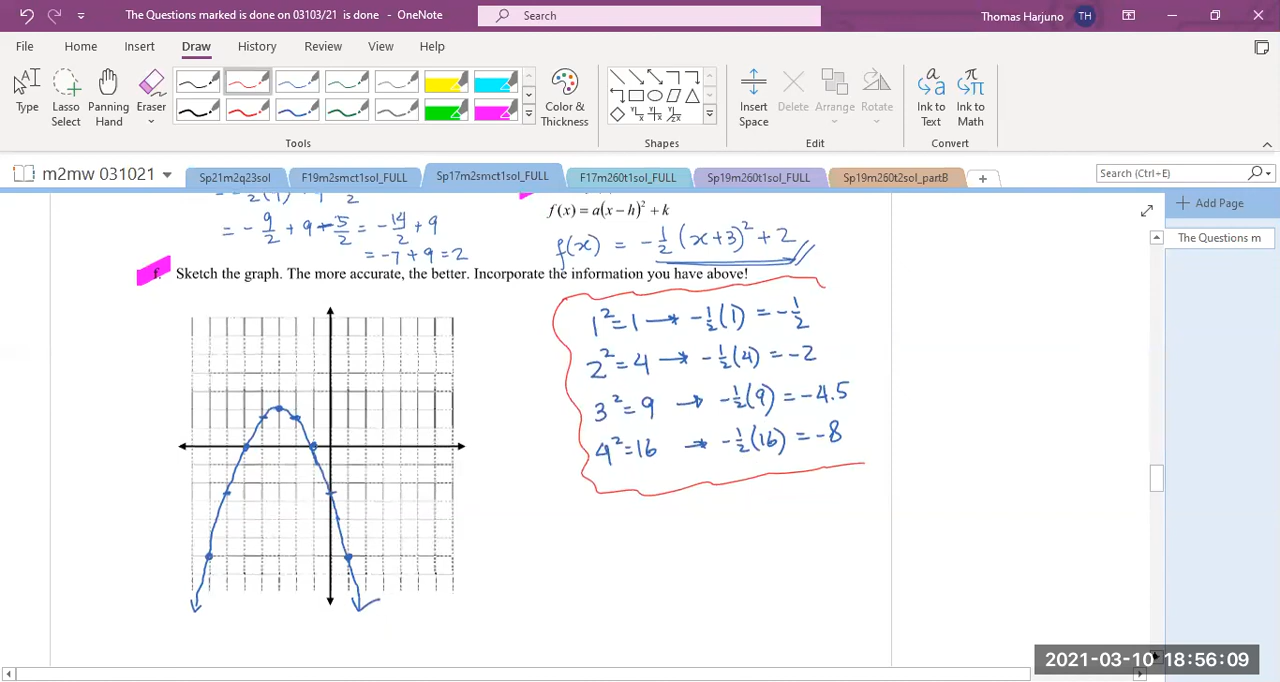 The Questions marked is done on 03103/21 is done - OneNote
Search
Thomas Harjuno TH
File Home Insert Draw History Review View Help
Type
Lasso Select
Panning Hand
Eraser
Color & Thickness
Insert Space
Delete
Arrange
Rotate
Ink to Text
Ink to Math
Tools Shapes Edit Convert
m2mw 031021
Sp21m2q23sol F19m2smct1sol_FULL Sp17m2smct1sol_FULL F17m260t1sol_FULL Sp19m260t1sol_FULL Sp19m260t2sol_partB
Search (Ctrl+E)
Add Page
The Questions m
= - 9/2 + 9 - 5/2 = -14/2 + 9
= -7 + 9 = 2
f(x) = a(x - h)² + k
f(x) = -1/2 (x+3)² + 2
f. Sketch the graph. The more accurate, the better. Incorporate the information you have above!
1² = 1 → -1/2(1) = -1/2
2² = 4 → -1/2(4) = -2
3² = 9 → -1/2(9) = -4.5
4² = 16 → -1/2(16) = -8
2021-03-10 18:56:09